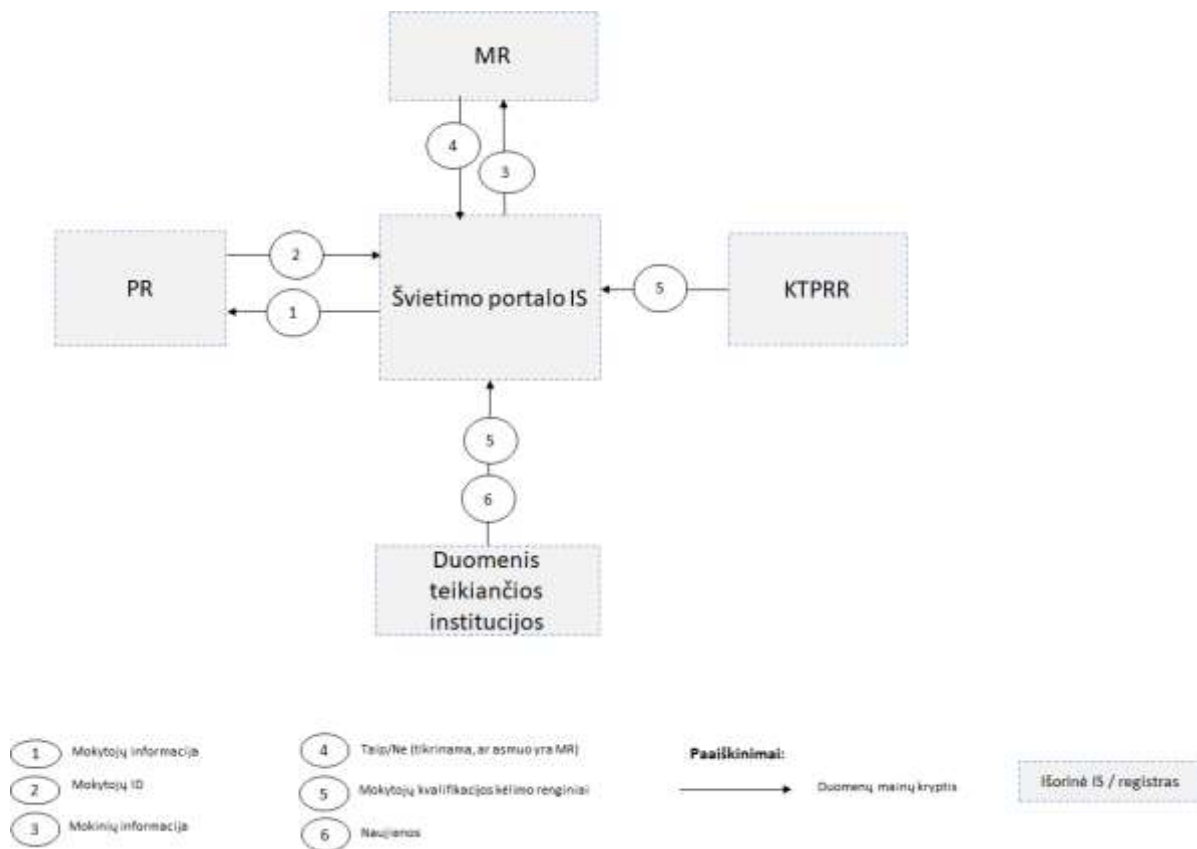 MR
4
3
PR
2
1
Švietimo portalo IS
5
KTPRR
5
6
Duomenis
teikiančios
institucijos
1 Mokytojų informacija
2 Mokytojų ID
3 Mokinių informacija
4 Taip/Ne (tikrinama, ar asmuo yra MR)
5 Mokytojų kvalifikacijos kėlimo renginiai
6 Naujienos
Paaiškinimai:
Duomenų mainų kryptis
Išorinė IS / registras